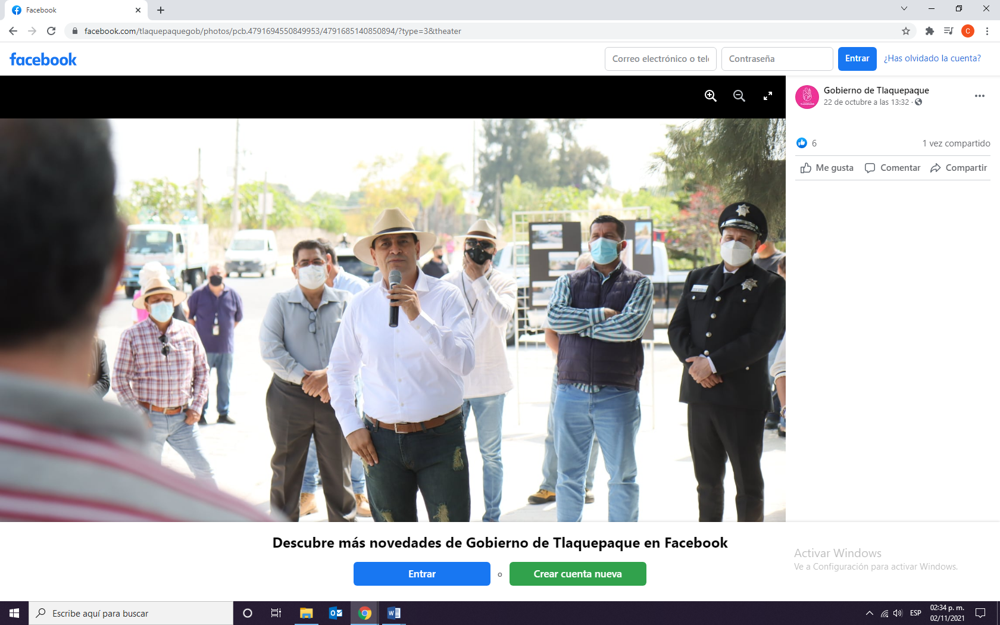 Facebook
facebook.com/tlaquepaquegob/photos/pcb.4791694550849953/4791685140850894/?type=3&theater
C
facebook
Correo electrónico o tel
Contraseña
Entrar
¿Has olvidado la cuenta?
Gobierno de Tlaquepaque
22 de octubre a las 13:32 ·
6
1 vez compartido
Me gusta
Comentar
Compartir
Descubre más novedades de Gobierno de Tlaquepaque en Facebook
Entrar
o
Crear cuenta nueva
Activar Windows
Ve a Configuración para activar Windows.
Escribe aquí para buscar
ESP
02:34 p. m.
02/11/2021